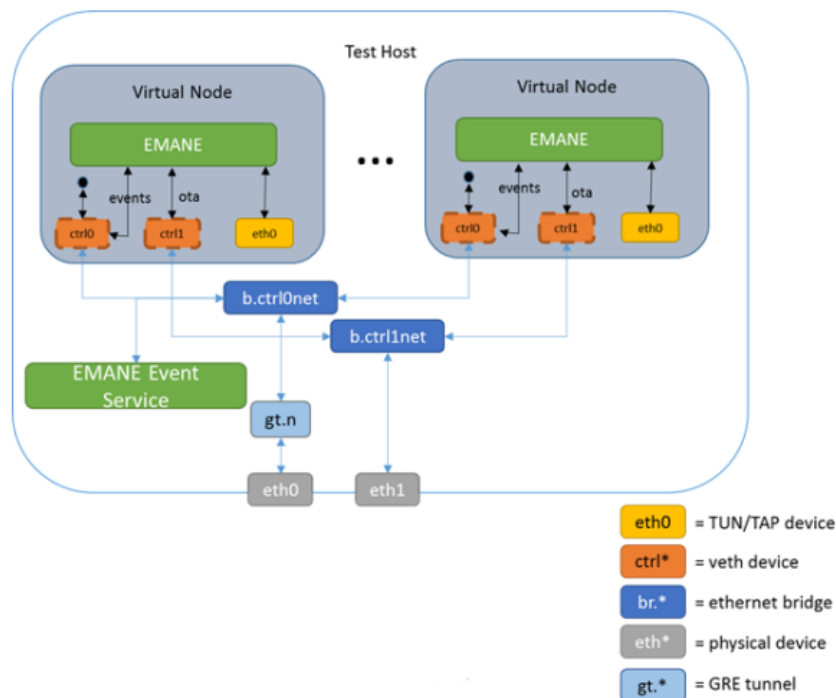 Test Host
Virtual Node
EMANE
events
ota
ctrl0
ctrl1
eth0
...
Virtual Node
EMANE
events
ota
ctrl0
ctrl1
eth0
b.ctrl0net
b.ctrl1net
EMANE Event
Service
gt.n
eth0
eth1
eth0 = TUN/TAP device
ctrl* = veth device
br.* = ethernet bridge
eth* = physical device
gt.* = GRE tunnel